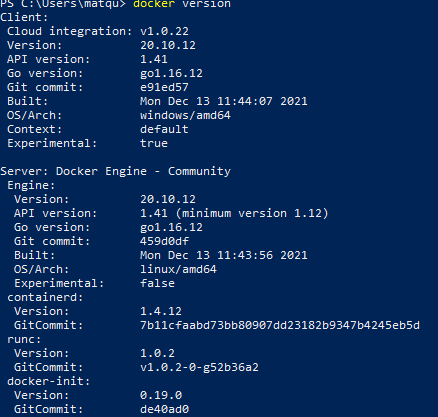 PS C:\Users\matqu> docker version
Client:
 Cloud integration: v1.0.22
 Version:           20.10.12
 API version:       1.41
 Go version:        go1.16.12
 Git commit:        e91ed57
 Built:             Mon Dec 13 11:44:07 2021
 OS/Arch:           windows/amd64
 Context:           default
 Experimental:      true

Server: Docker Engine - Community
 Engine:
  Version:          20.10.12
  API version:      1.41 (minimum version 1.12)
  Go version:       go1.16.12
  Git commit:       459d0df
  Built:            Mon Dec 13 11:43:56 2021
  OS/Arch:          linux/amd64
  Experimental:     false
 containerd:
  Version:          1.4.12
  GitCommit:        7b11cfaabd73bb80907dd23182b9347b4245eb5d
 runc:
  Version:          1.0.2
  GitCommit:        v1.0.2-0-g52b36a2
 docker-init:
  Version:          0.19.0
  GitCommit:        de40ad0